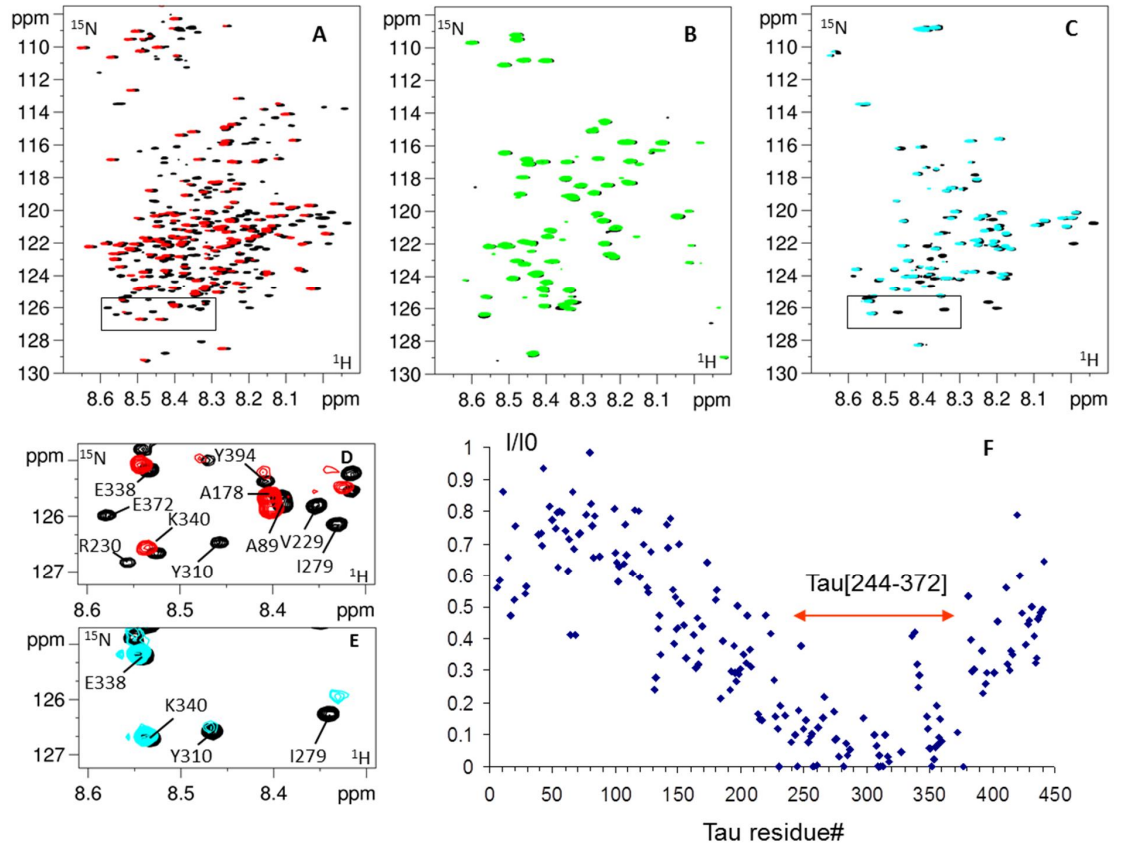 ppm ppm ppm
15N A 15N B 15N C
110 110 110
112 112 112
114 114 114
116 116 116
118 118 118
120 120 120
122 122 122
124 124 124
126 126 126
128 128 128
130 1H 130 1H 130 1H
8.6 8.5 8.4 8.3 8.2 8.1 ppm 8.6 8.5 8.4 8.3 8.2 8.1 ppm 8.6 8.5 8.4 8.3 8.2 8.1 ppm
ppm 15N Y394 D
E338 A178
E372
126 K340
R230 Y310 A89 V229 I279
127 1H
8.6 8.5 8.4 ppm
ppm 15N E
E338
126 K340
Y310 I279
127 1H
8.6 8.5 8.4 ppm
I/I0 F
1
0.9
0.8
0.7
0.6
Tau[244-372]
0.5
0.4
0.3
0.2
0.1
0
0 50 100 150 200 250 300 350 400 450
Tau residue#